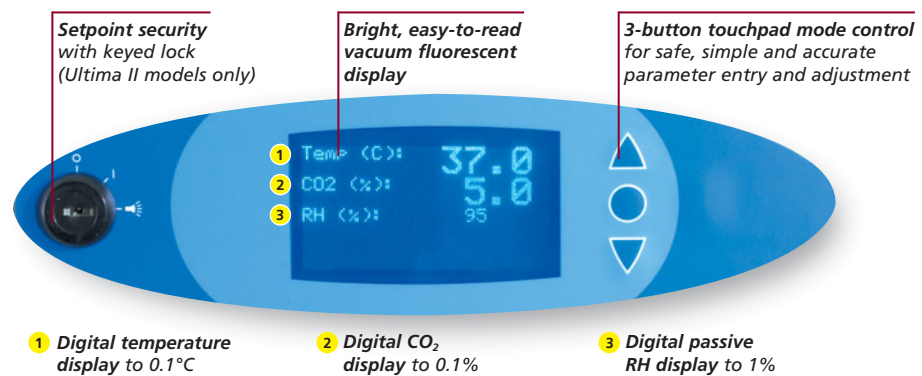 Setpoint security
with keyed lock
(Ultima II models only)
Bright, easy-to-read
vacuum fluorescent
display
3-button touchpad mode control
for safe, simple and accurate
parameter entry and adjustment
O
I
1 Temp (C): 37.0
2 CO2 (%): 5.0
3 RH (%): 95
1 Digital temperature
display to 0.1°C
2 Digital CO₂
display to 0.1%
3 Digital passive
RH display to 1%